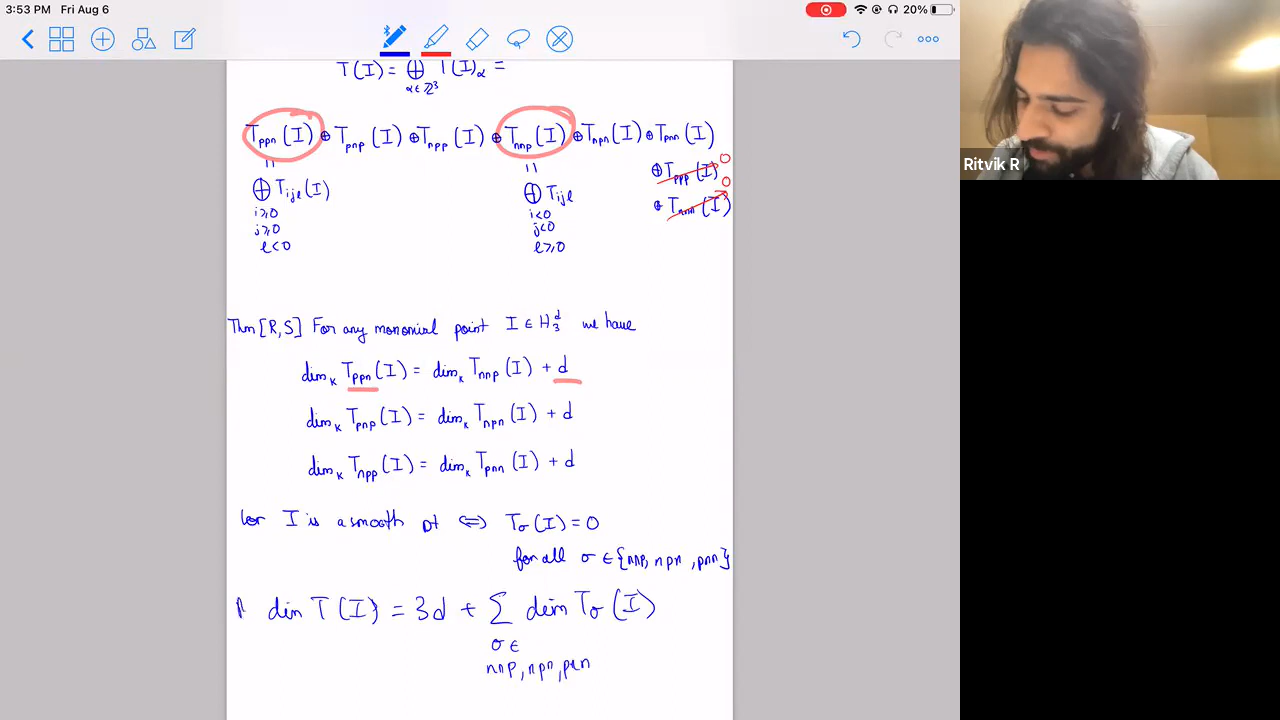 3:53 PM Fri Aug 6
20%
T(I) = ⊕ T(I)α =
α∈ℤ³
Tppn(I) ⊕ Tpnp(I) ⊕ Tnpp(I) ⊕ Tnnp(I) ⊕ Tnpn(I) ⊕ Tpnn(I)
⊕ Tppp(I) 0
⊕ Tnnn(I) 0
= =
⊕ Tijl(I) ⊕ Tijl
i≥0 i<0
j≥0 j<0
l<0 l≥0
Thm [R,S] For any monomial point I ∈ H₃ᵈ we have
dimₖ Tppn(I) = dimₖ Tnnp(I) + d
dimₖ Tpnp(I) = dimₖ Tnpn(I) + d
dimₖ Tnpp(I) = dimₖ Tpnn(I) + d
Cor I is a smooth pt ⟺ Tσ(I) = 0
for all σ ∈ {nnp, npn, pnn}
dim T(I) = 3d + ∑ dim Tσ(I)
σ ∈
nnp, npn, pnn
Ritvik R